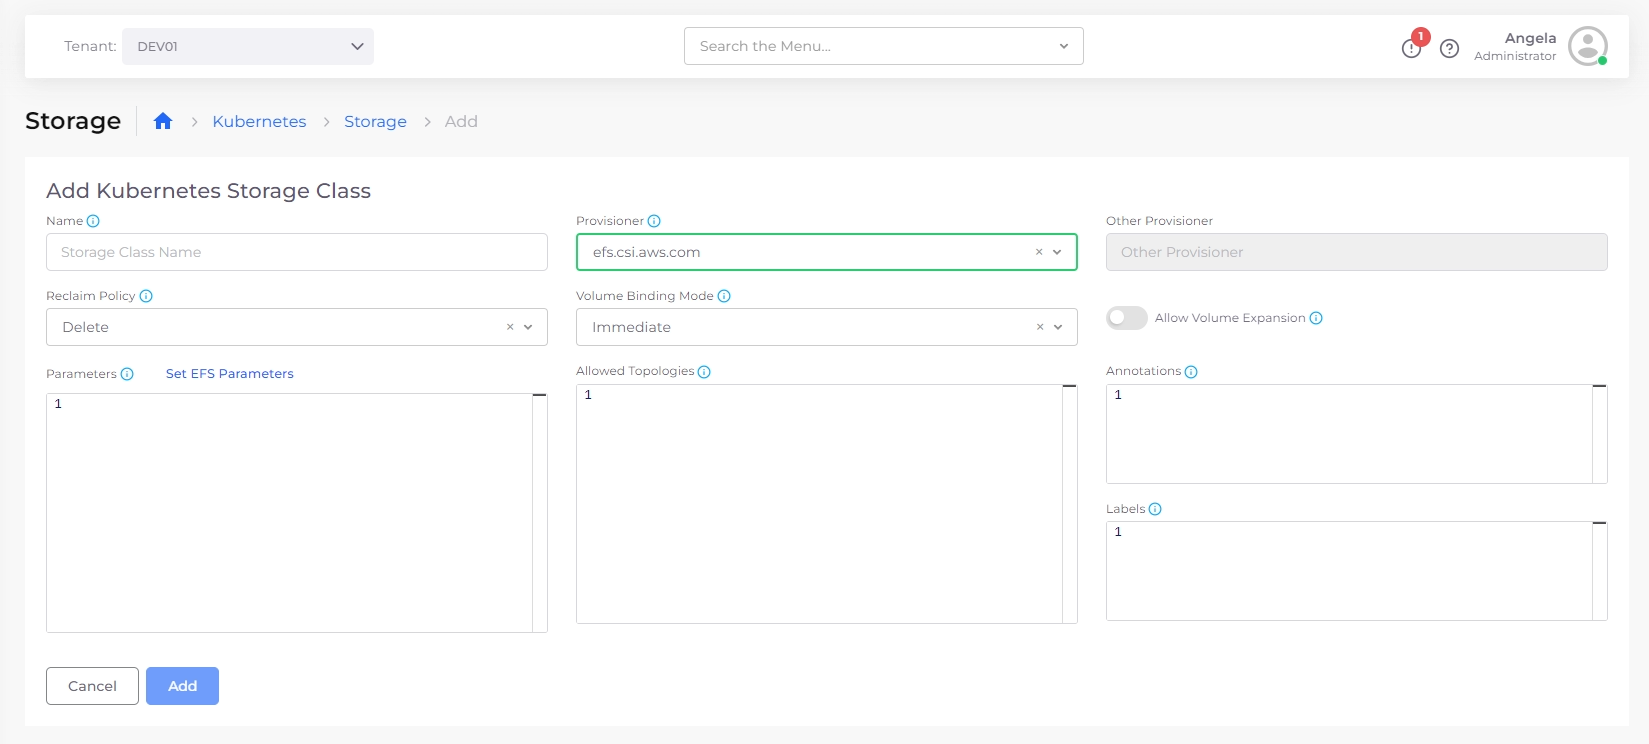 Tenant: DEV01 Search the Menu... 1 Angela
Administrator
Storage Kubernetes Storage Add
Add Kubernetes Storage Class
Name Provisioner Other Provisioner
Storage Class Name efs.csi.aws.com Other Provisioner
Reclaim Policy Volume Binding Mode
Delete Immediate Allow Volume Expansion
Parameters Set EFS Parameters Allowed Topologies Annotations
1 1 1
Labels
1
Cancel Add